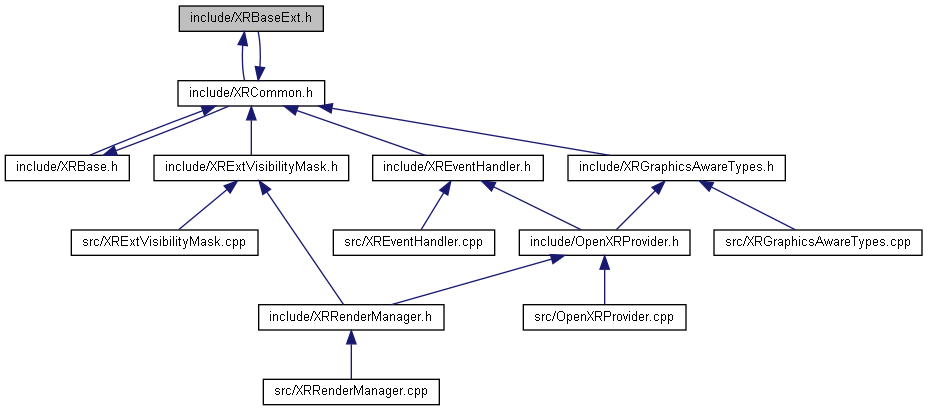 include/XRBaseExt.h
include/XRCommon.h
include/XRBase.h
include/XRExtVisibilityMask.h
include/XREventHandler.h
include/XRGraphicsAwareTypes.h
src/XRExtVisibilityMask.cpp
src/XREventHandler.cpp
include/OpenXRProvider.h
src/XRGraphicsAwareTypes.cpp
include/XRRenderManager.h
src/OpenXRProvider.cpp
src/XRRenderManager.cpp